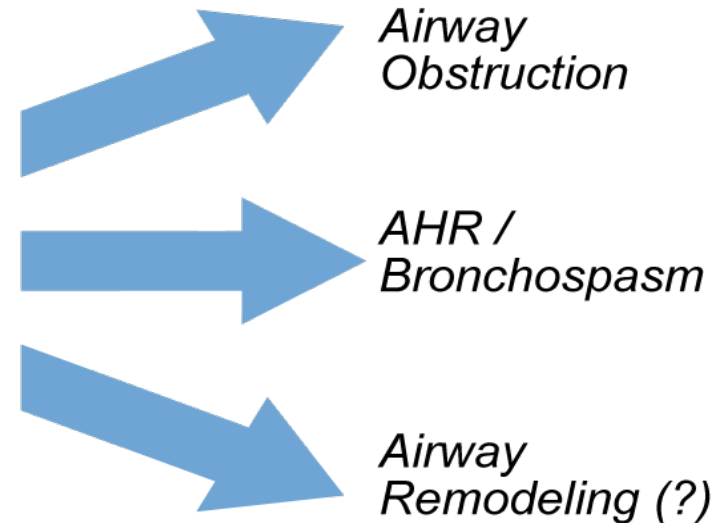 Airway
Obstruction
AHR /
Bronchospasm
Airway
Remodeling (?)